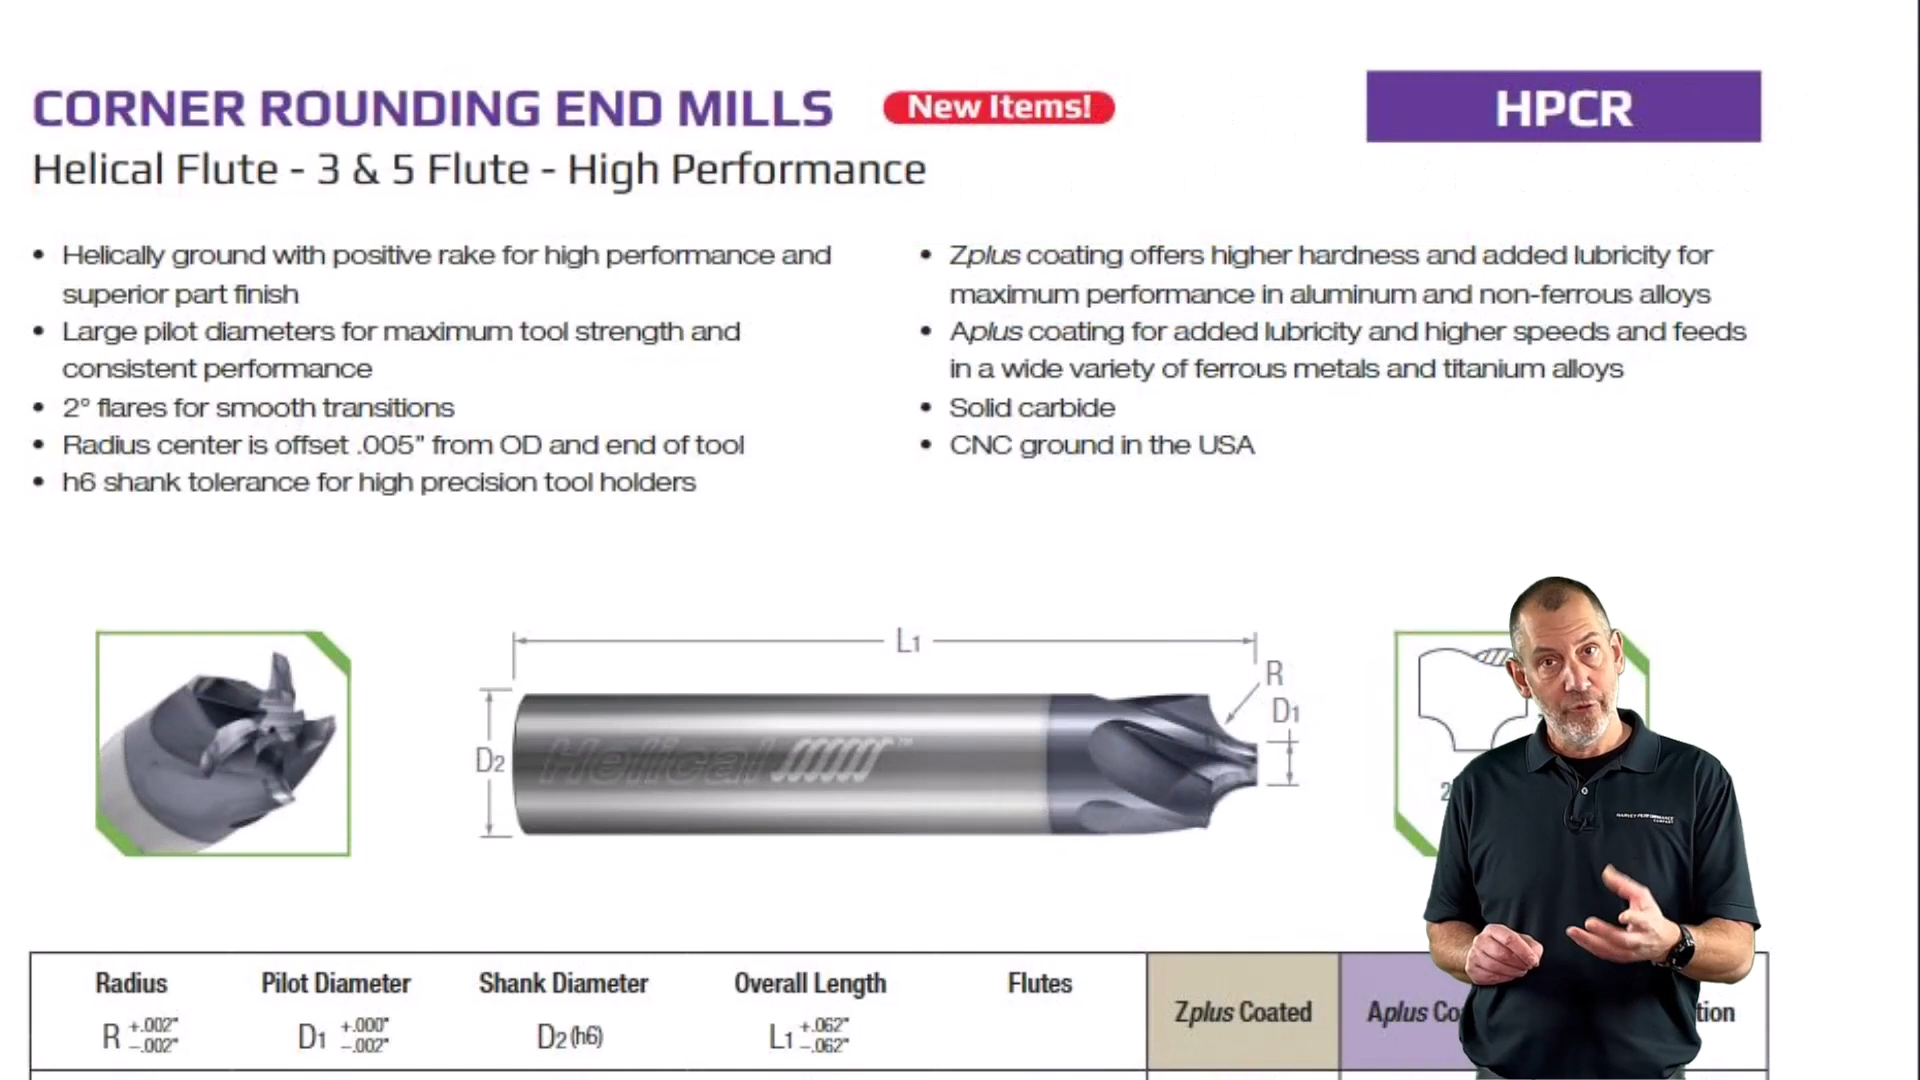 CORNER ROUNDING END MILLS
New Items!
HPCR
Helical Flute - 3 & 5 Flute - High Performance
• Helically ground with positive rake for high performance and
superior part finish
• Large pilot diameters for maximum tool strength and
consistent performance
• 2° flares for smooth transitions
• Radius center is offset .005" from OD and end of tool
• h6 shank tolerance for high precision tool holders
• Zplus coating offers higher hardness and added lubricity for
maximum performance in aluminum and non-ferrous alloys
• Aplus coating for added lubricity and higher speeds and feeds
in a wide variety of ferrous metals and titanium alloys
• Solid carbide
• CNC ground in the USA
L1
R
D1
D2
Helical ™
2
HARVEY PERFORMANCE
COMPANY
Radius
R +.002" -.002"
Pilot Diameter
D1 +.000" -.002"
Shank Diameter
D2 (h6)
Overall Length
L1 +.062" -.062"
Flutes
Zplus Coated
Aplus Co
tion